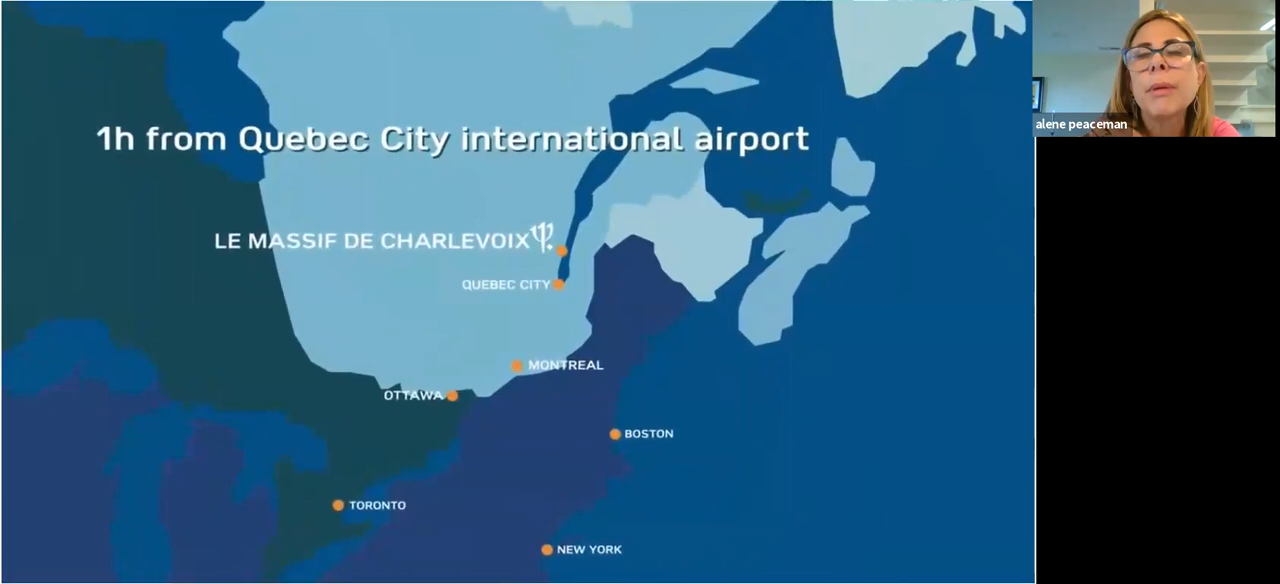 1h from Quebec City international airport
alene peaceman
LE MASSIF DE CHARLEVOIX
QUEBEC CITY
MONTREAL
OTTAWA
BOSTON
TORONTO
NEW YORK